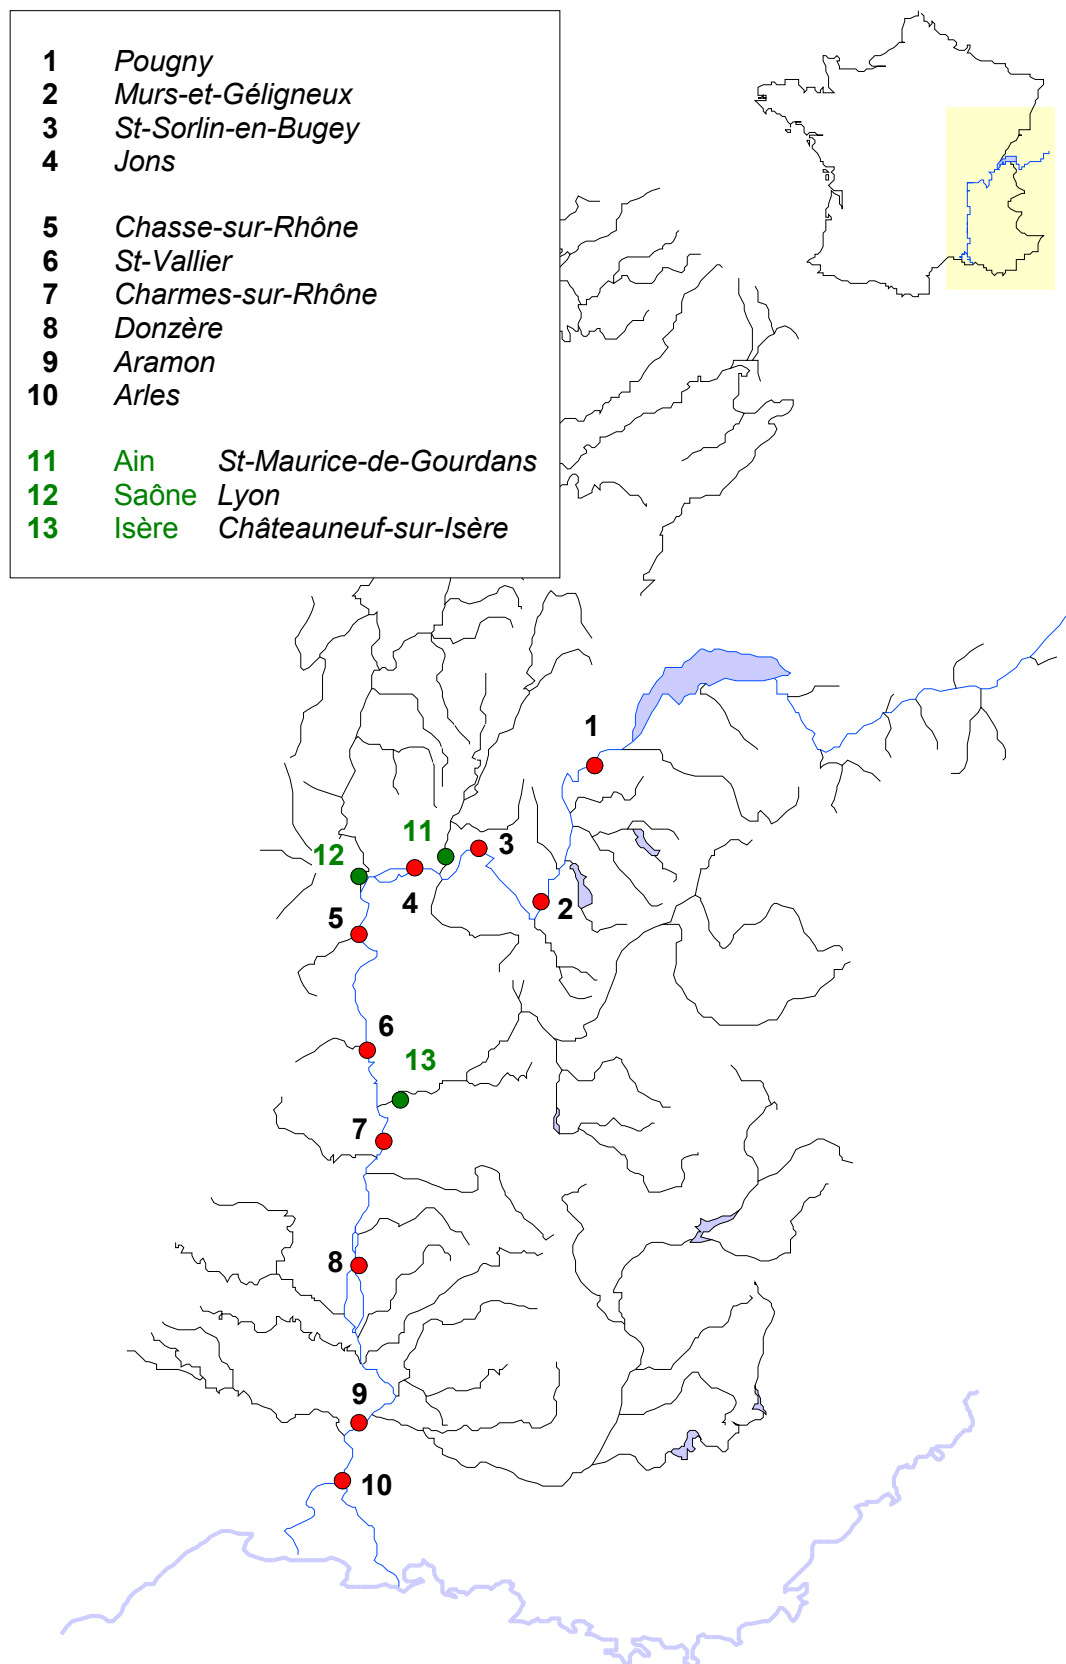 1 Pougny
2 Murs-et-Géligneux
3 St-Sorlin-en-Bugey
4 Jons
5 Chasse-sur-Rhône
6 St-Vallier
7 Charmes-sur-Rhône
8 Donzère
9 Aramon
10 Arles
11 Ain St-Maurice-de-Gourdans
12 Saône Lyon
13 Isère Châteauneuf-sur-Isère
1
11
3
12
4
2
5
6
13
7
8
9
10